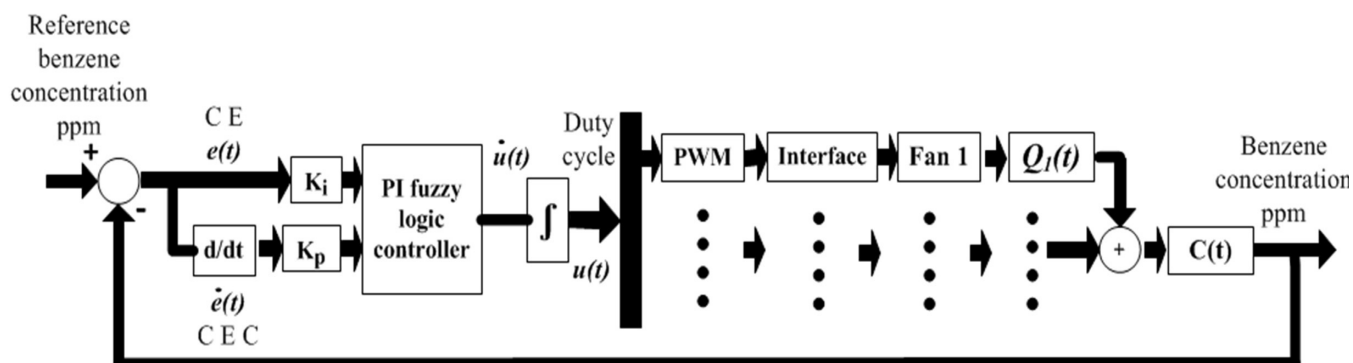 Reference
benzene
concentration
ppm
+
-
C E
e(t)
K_i
d/dt
K_p
ė(t)
C E C
PI fuzzy
logic
controller
u̇(t)
∫
u(t)
Duty
cycle
PWM
Interface
Fan 1
Q_1(t)
+
C(t)
Benzene
concentration
ppm